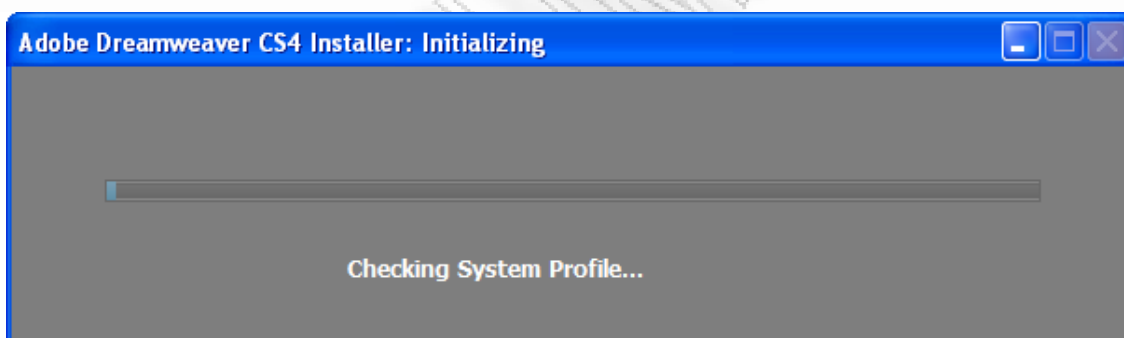 Adobe Dreamweaver CS4 Installer: Initializing
Checking System Profile...